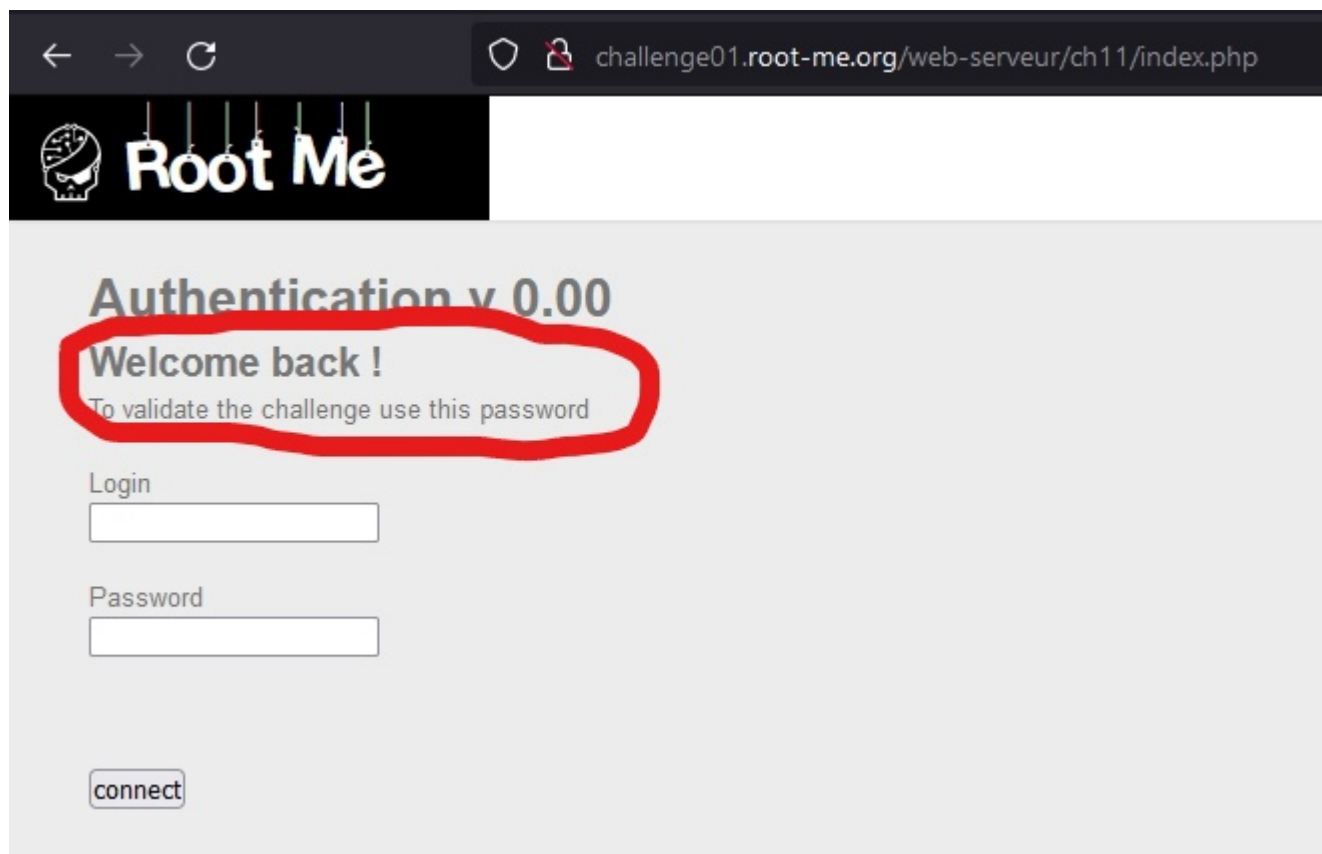 challenge01.root-me.org/web-serveur/ch11/index.php
Root Me
Authentication v 0.00
Welcome back !
To validate the challenge use this password
Login
Password
connect